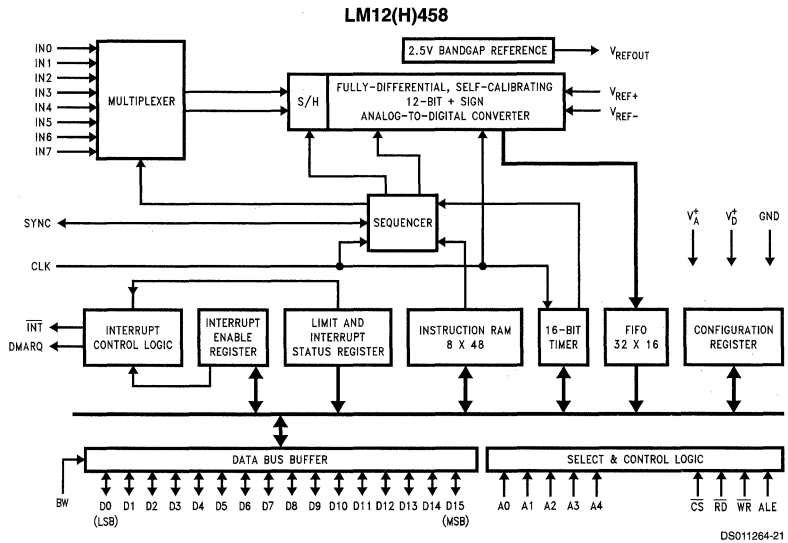 LM12(H)458
2.5V BANDGAP REFERENCE
VREFOUT
IN0
IN1
IN2
IN3
IN4
IN5
IN6
IN7
MULTIPLEXER
S/H
FULLY-DIFFERENTIAL, SELF-CALIBRATING
12-BIT + SIGN
ANALOG-TO-DIGITAL CONVERTER
VREF+
VREF-
SYNC
SEQUENCER
V+A
V+D
GND
CLK
INT
DMARQ
INTERRUPT
CONTROL LOGIC
INTERRUPT
ENABLE
REGISTER
LIMIT AND
INTERRUPT
STATUS REGISTER
INSTRUCTION RAM
8 X 48
16-BIT
TIMER
FIFO
32 X 16
CONFIGURATION
REGISTER
DATA BUS BUFFER
SELECT & CONTROL LOGIC
BW
D0 D1 D2 D3 D4 D5 D6 D7 D8 D9 D10 D11 D12 D13 D14 D15
(LSB) (MSB)
A0 A1 A2 A3 A4
CS RD WR ALE
DS011264-21